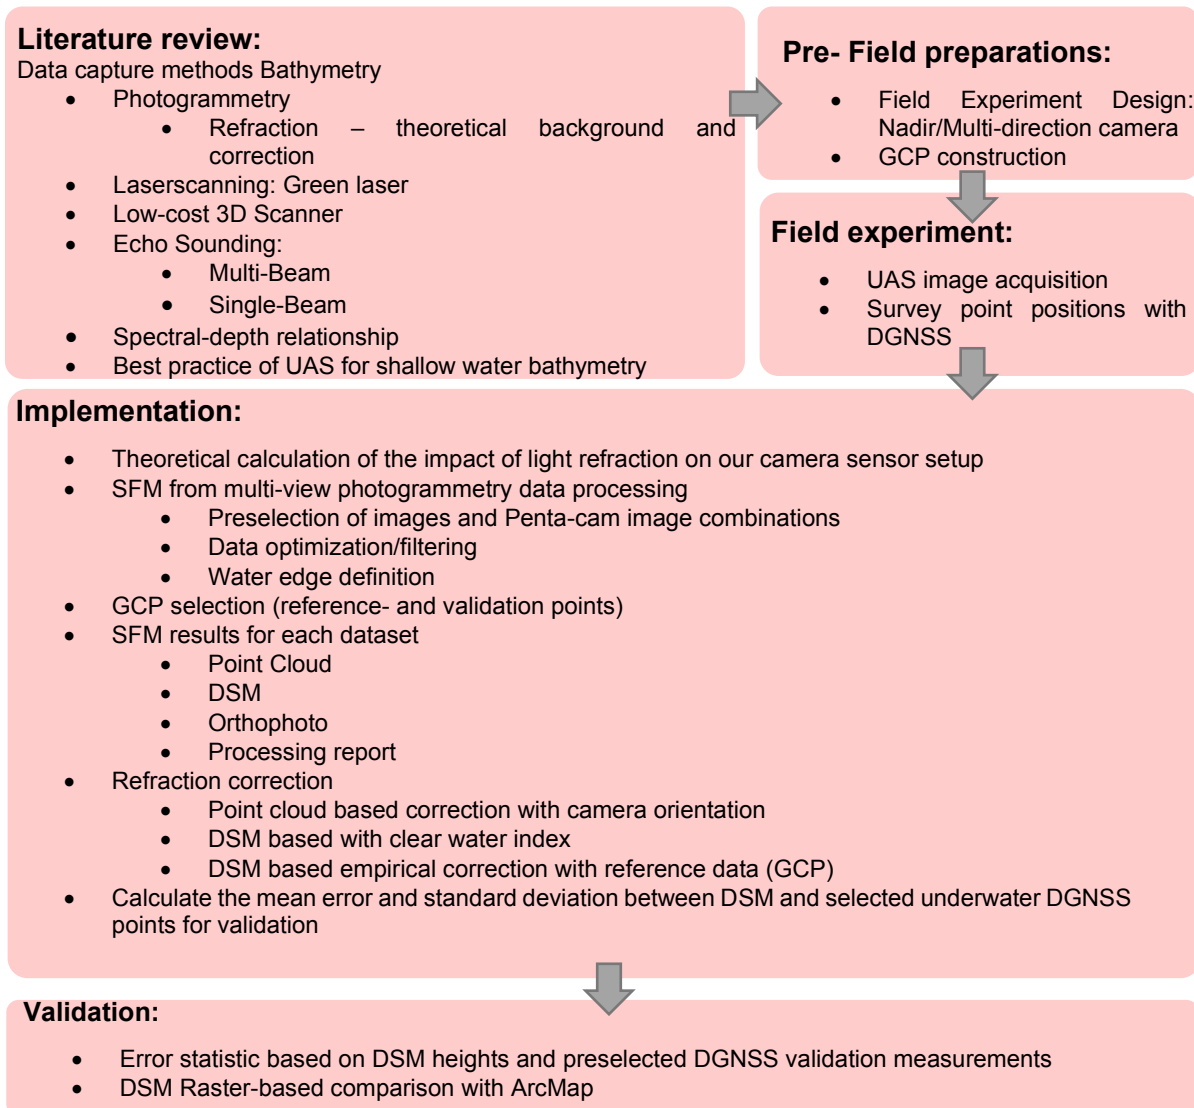 Literature review:
Data capture methods Bathymetry
• Photogrammetry
• Refraction – theoretical background and
correction
• Laserscanning: Green laser
• Low-cost 3D Scanner
• Echo Sounding:
• Multi-Beam
• Single-Beam
• Spectral-depth relationship
• Best practice of UAS for shallow water bathymetry
Pre- Field preparations:
• Field Experiment Design:
Nadir/Multi-direction camera
• GCP construction
Field experiment:
• UAS image acquisition
• Survey point positions with
DGNSS
Implementation:
• Theoretical calculation of the impact of light refraction on our camera sensor setup
• SFM from multi-view photogrammetry data processing
• Preselection of images and Penta-cam image combinations
• Data optimization/filtering
• Water edge definition
• GCP selection (reference- and validation points)
• SFM results for each dataset
• Point Cloud
• DSM
• Orthophoto
• Processing report
• Refraction correction
• Point cloud based correction with camera orientation
• DSM based with clear water index
• DSM based empirical correction with reference data (GCP)
• Calculate the mean error and standard deviation between DSM and selected underwater DGNSS
points for validation
Validation:
• Error statistic based on DSM heights and preselected DGNSS validation measurements
• DSM Raster-based comparison with ArcMap